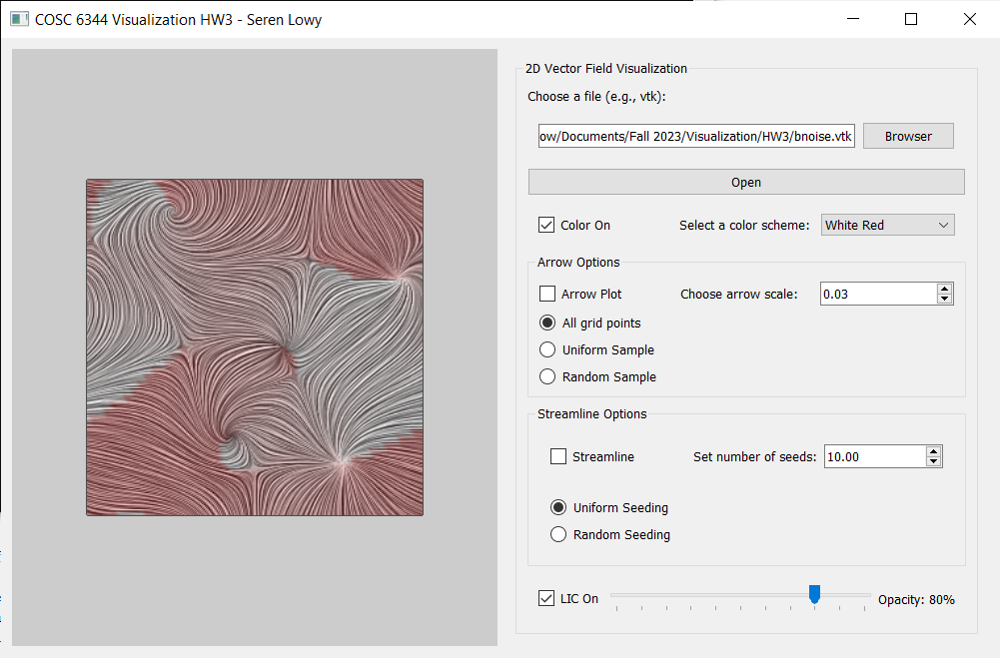 COSC 6344 Visualization HW3 - Seren Lowy
2D Vector Field Visualization
Choose a file (e.g., vtk):
ow/Documents/Fall 2023/Visualization/HW3/bnoise.vtk
Browser
Open
Color On
Select a color scheme:
White Red
Arrow Options
Arrow Plot
Choose arrow scale:
0.03
All grid points
Uniform Sample
Random Sample
Streamline Options
Streamline
Set number of seeds:
10.00
Uniform Seeding
Random Seeding
LIC On
Opacity: 80%